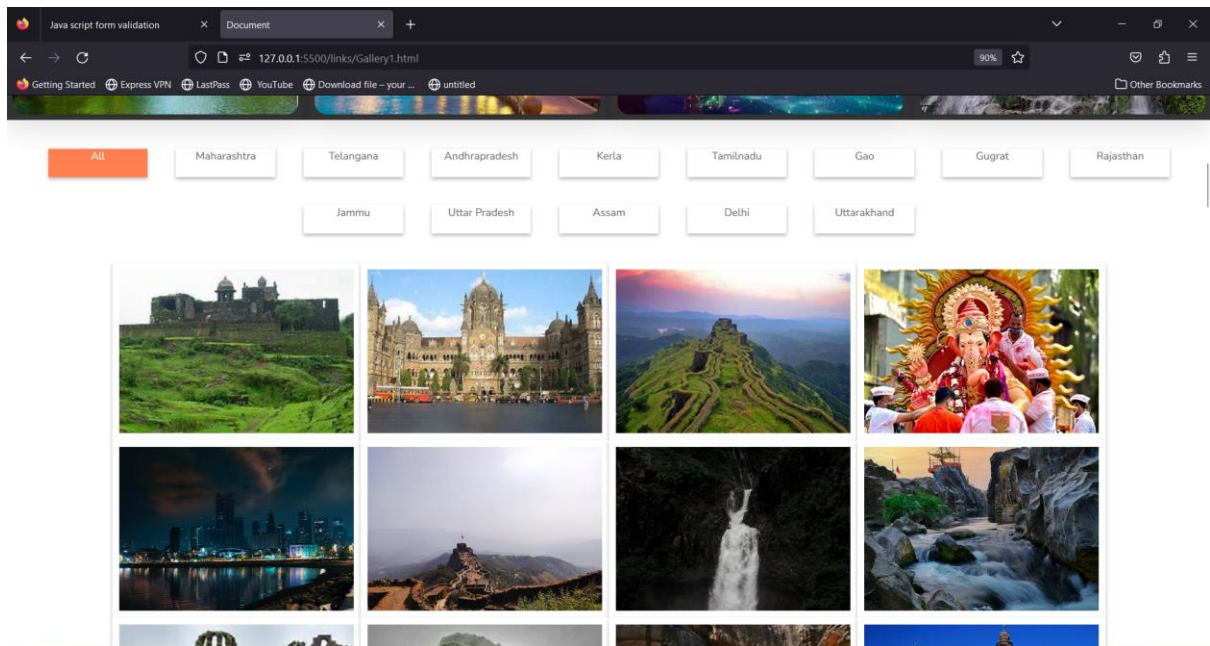 Java script form validation
Document
127.0.0.1:5500/links/Gallery1.html
90%
Getting Started Express VPN LastPass YouTube Download file – your ... untitled Other Bookmarks
All Maharashtra Telangana Andhrapradesh Kerla Tamilnadu Gao Gugrat Rajasthan
Jammu Uttar Pradesh Assam Delhi Uttarakhand